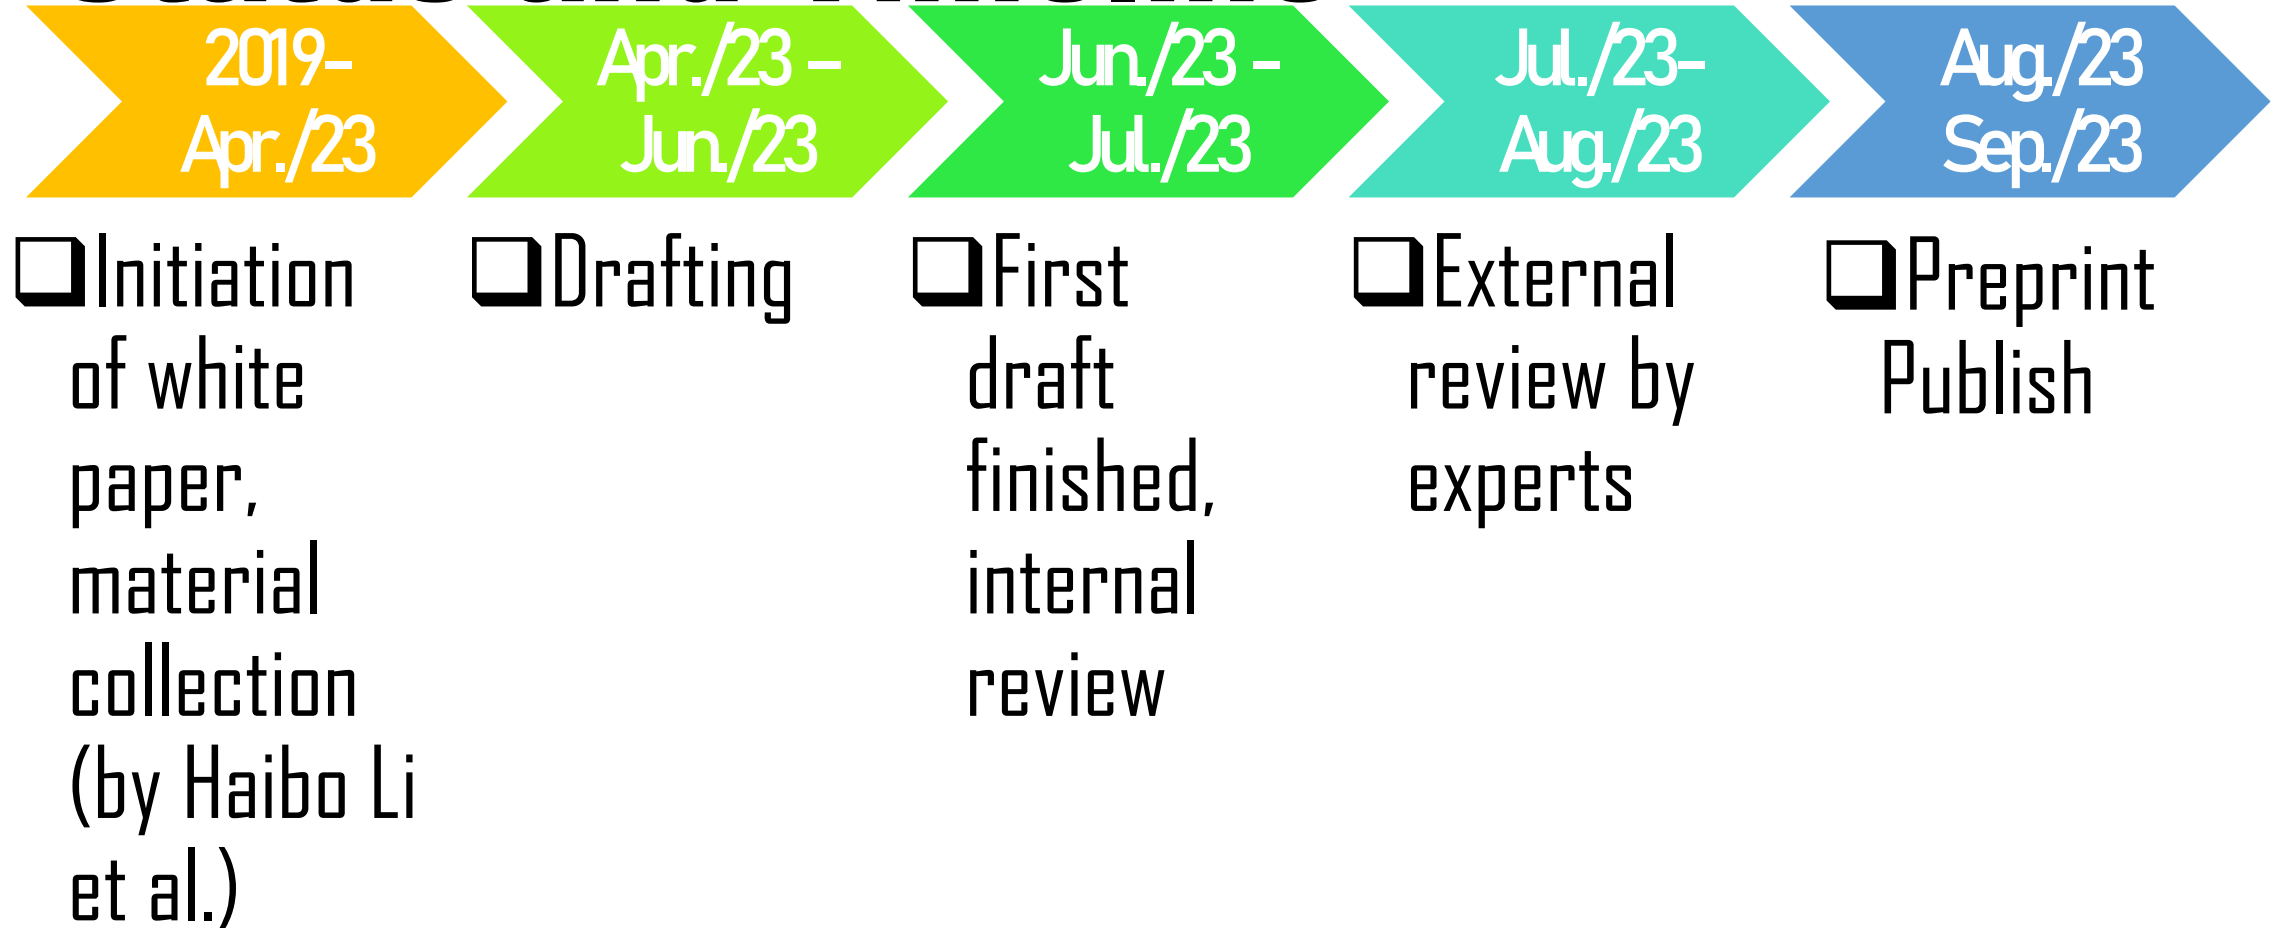 2019-
Apr./23
Apr./23 –
Jun./23
Jun./23 –
Jul./23
Jul./23-
Aug./23
Aug./23
Sep./23
Initiation
of white
paper,
material
collection
(by Haibo Li
et al.)
Drafting
First
draft
finished,
internal
review
External
review by
experts
Preprint
Publish